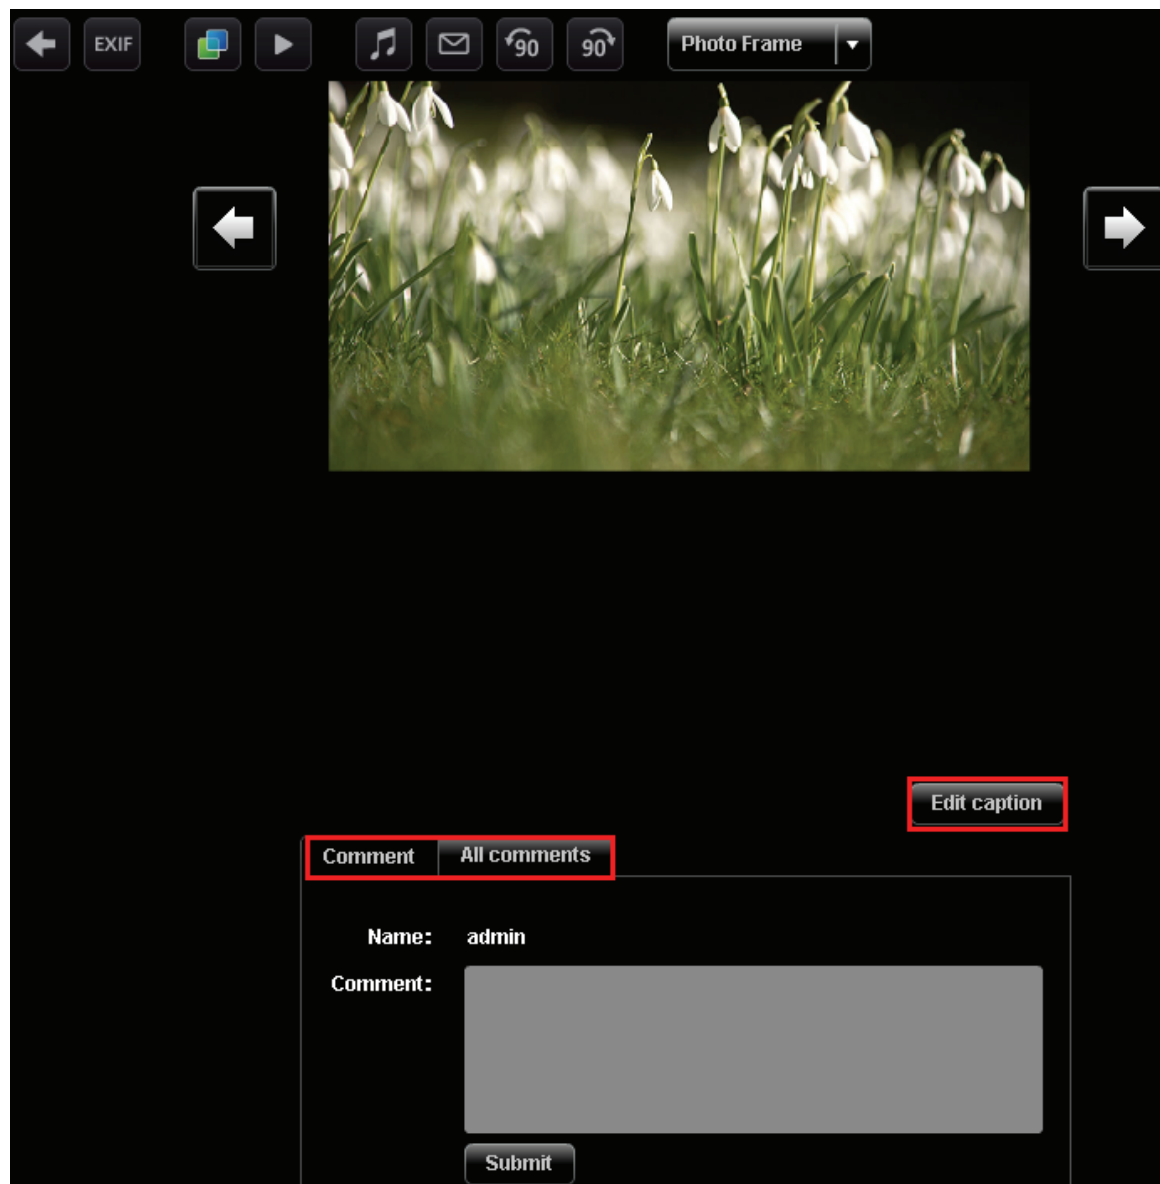 EXIF
90
90
Photo Frame
Edit caption
Comment
All comments
Name: admin
Comment:
Submit